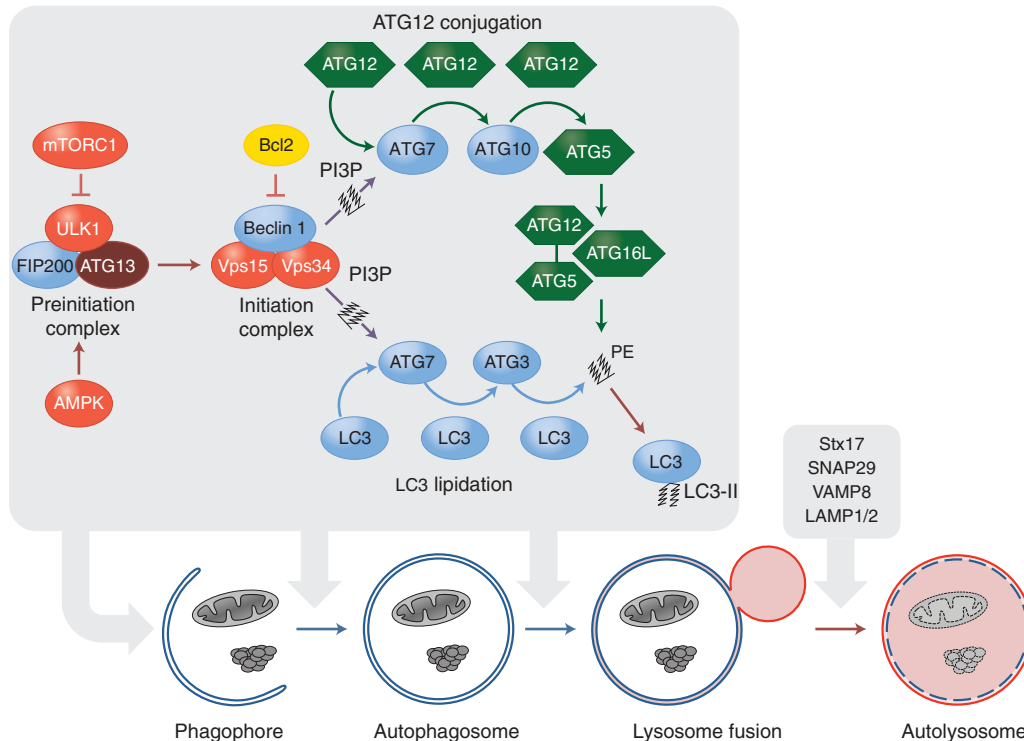 ATG12 conjugation
ATG12 ATG12 ATG12
mTORC1
Bcl2
ATG7 ATG10 ATG5
PI3P
ULK1
Beclin 1
ATG12
FIP200 ATG13
Vps15 Vps34
ATG16L
PI3P
ATG5
Preinitiation
complex
Initiation
complex
PE
ATG7 ATG3
AMPK
LC3 LC3 LC3
LC3
LC3-II
LC3 lipidation
Stx17
SNAP29
VAMP8
LAMP1/2
Phagophore Autophagosome Lysosome fusion Autolysosome